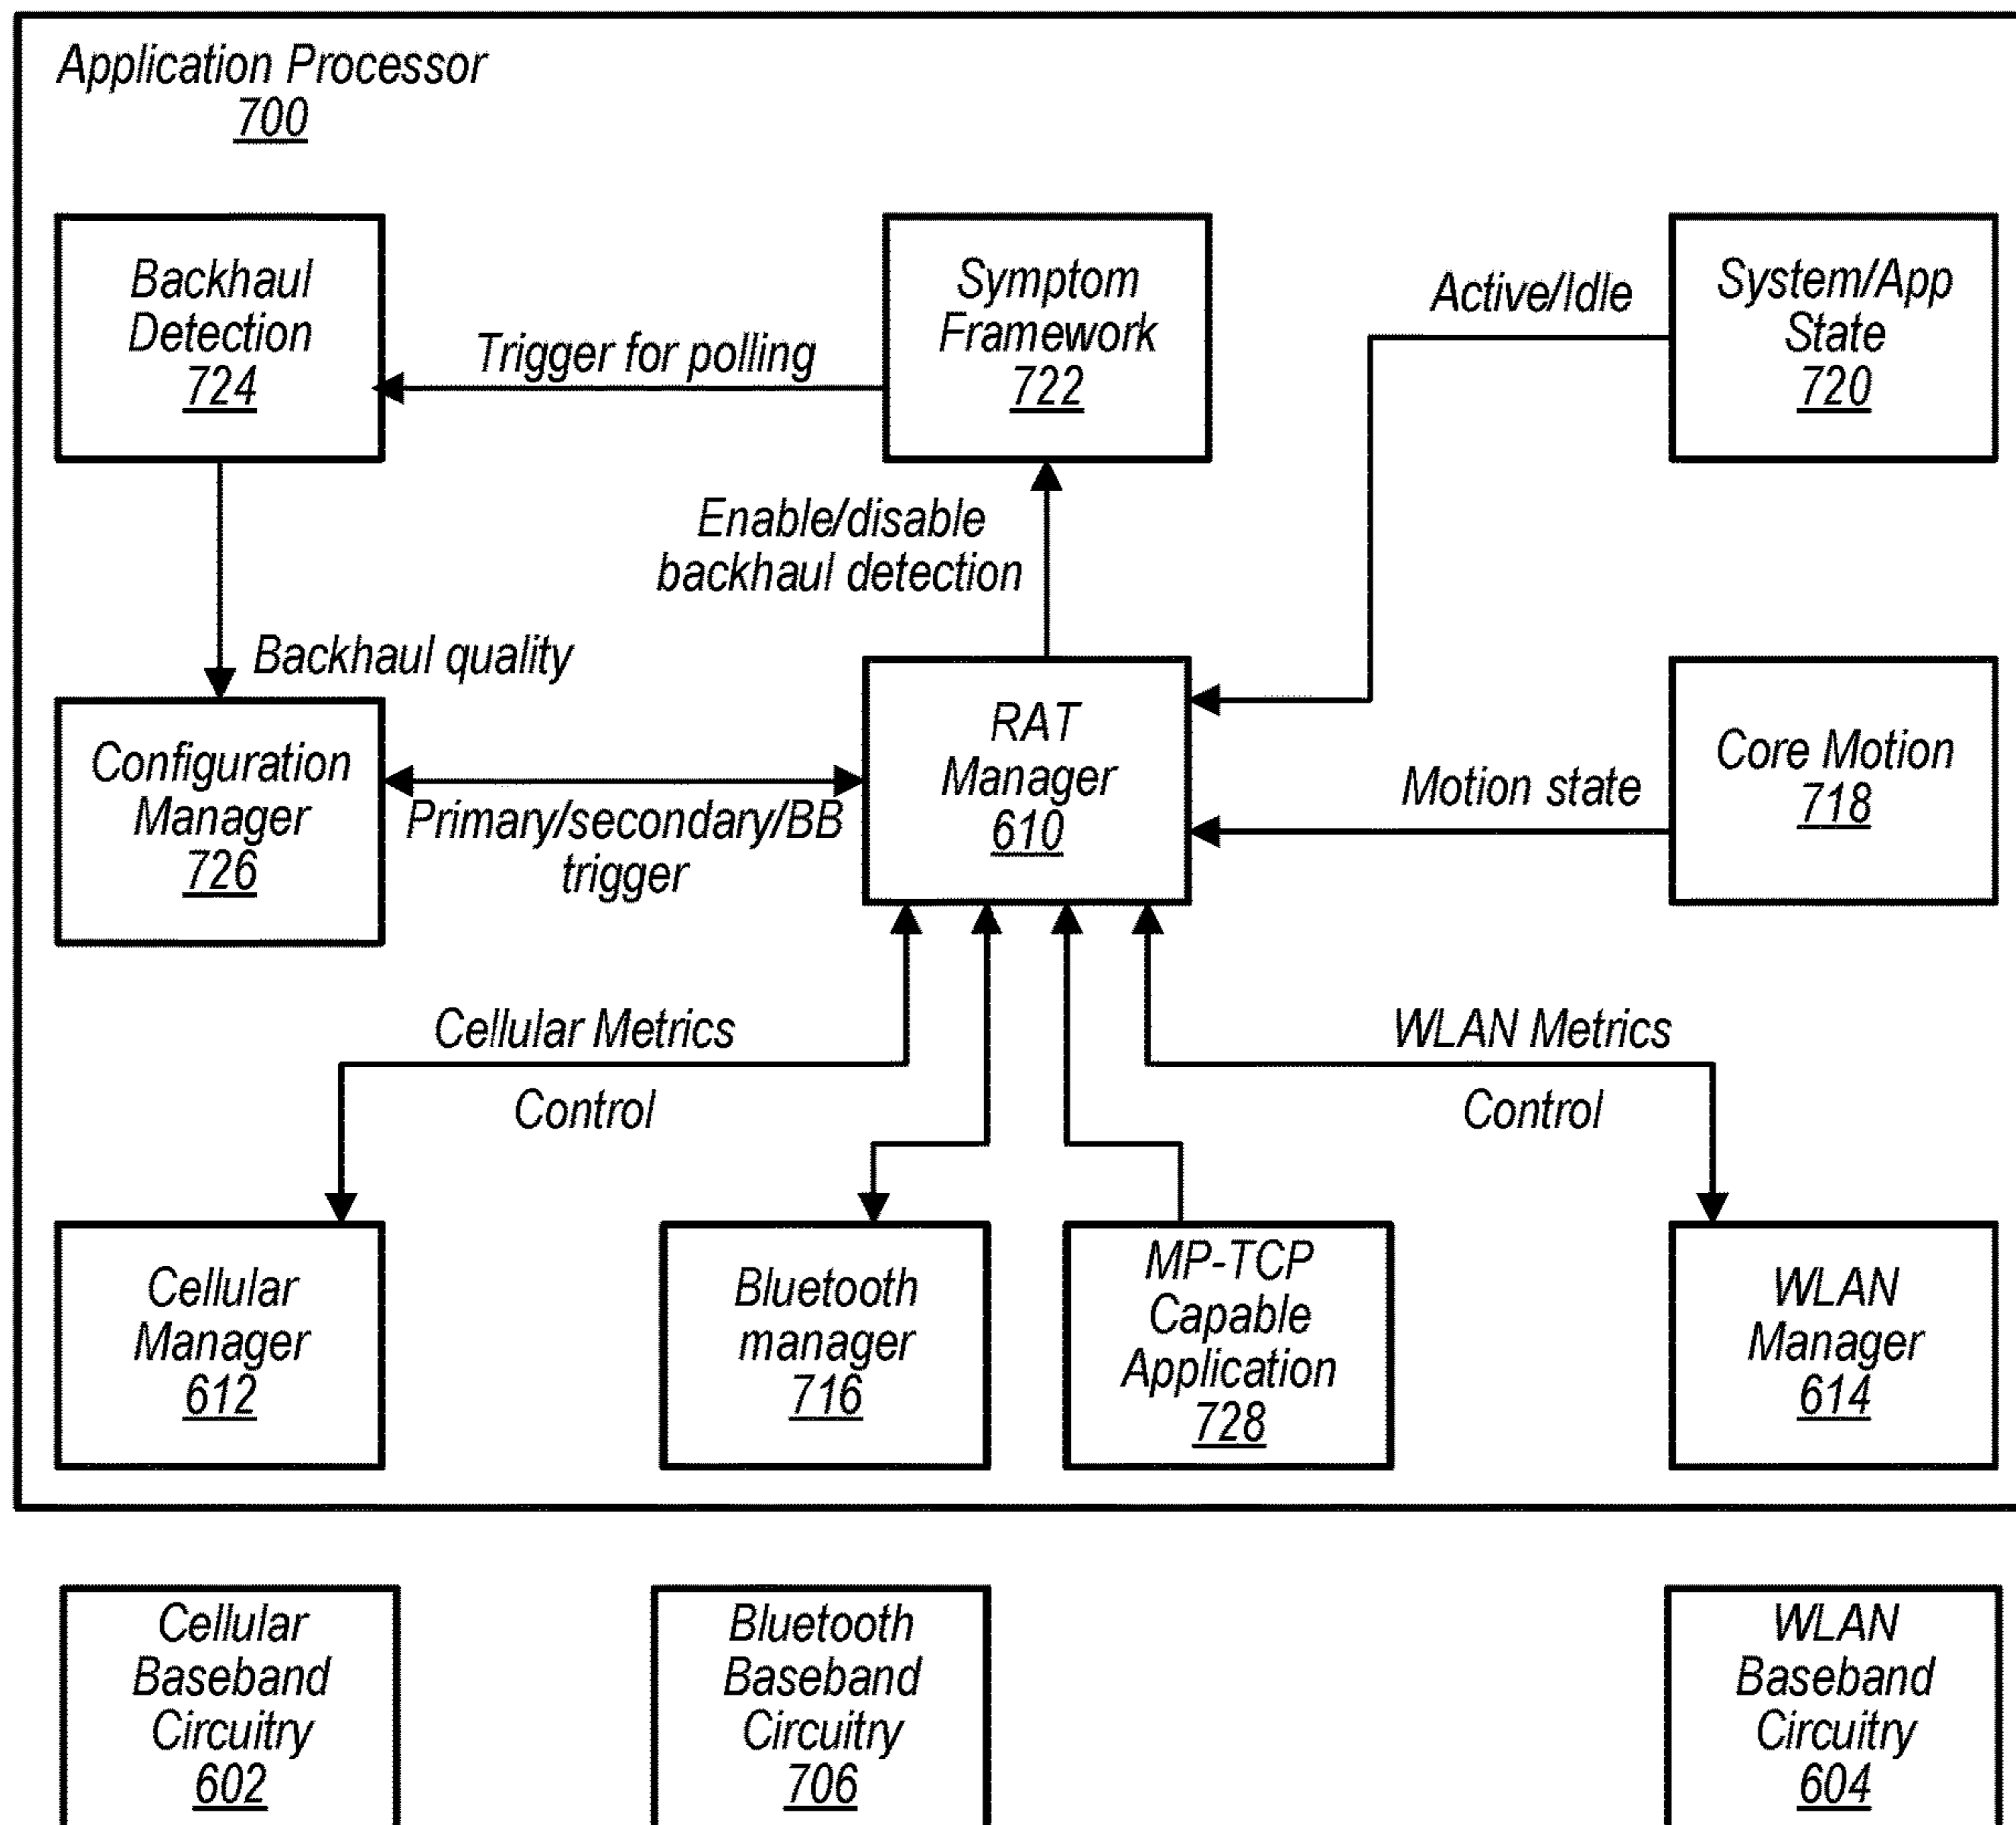 Application Processor
700
Backhaul
Detection
724
Trigger for polling
Symptom
Framework
722
Active/Idle
System/App
State
720
Enable/disable
backhaul detection
Backhaul quality
Configuration
Manager
726
Primary/secondary/BB
trigger
RAT
Manager
610
Motion state
Core Motion
718
Cellular Metrics
Control
WLAN Metrics
Control
Cellular
Manager
612
Bluetooth
manager
716
MP-TCP
Capable
Application
728
WLAN
Manager
614
Cellular
Baseband
Circuitry
602
Bluetooth
Baseband
Circuitry
706
WLAN
Baseband
Circuitry
604